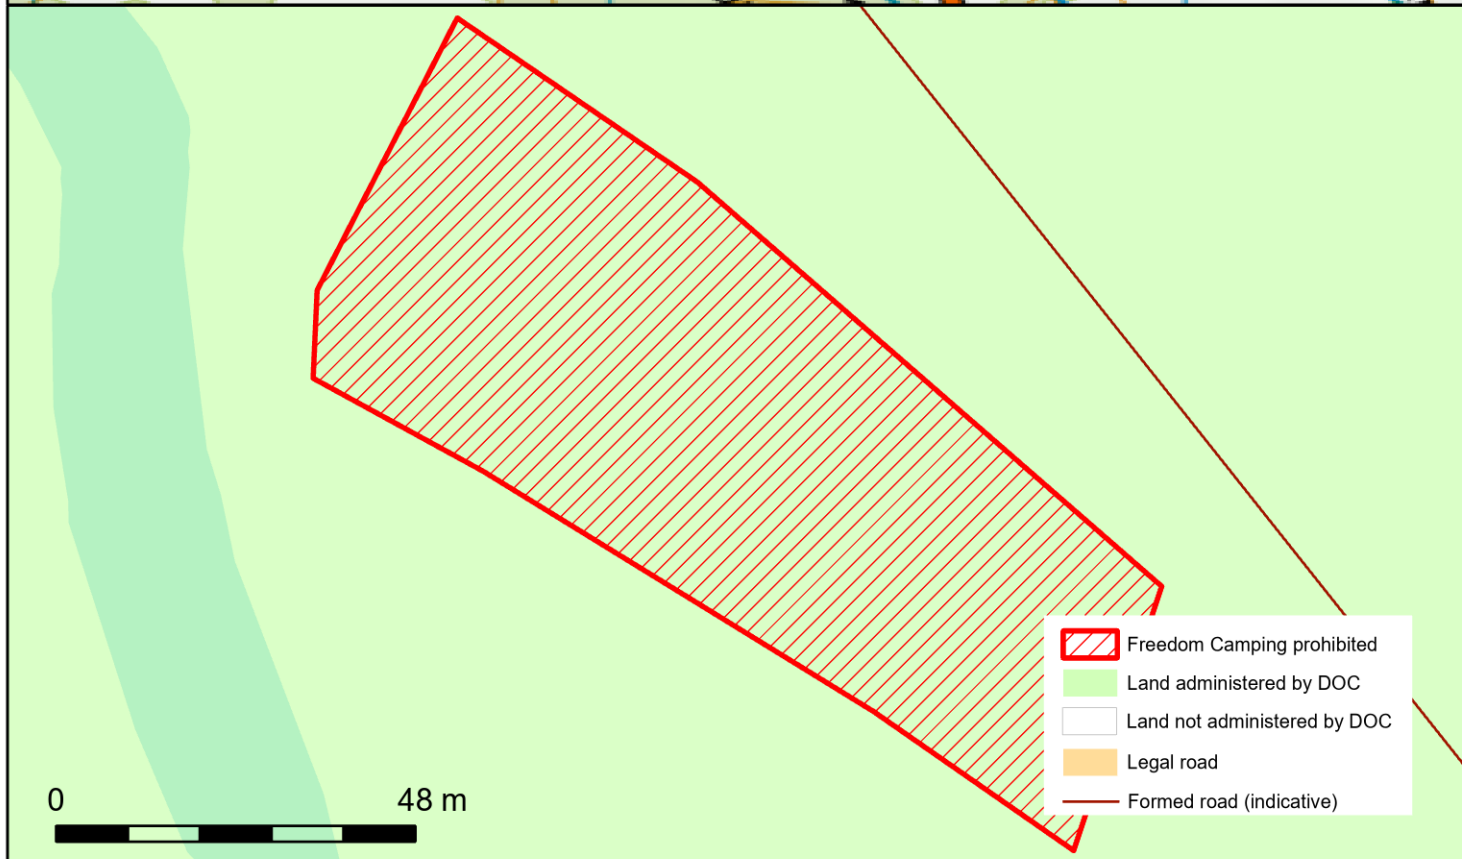 Freedom Camping prohibited
Land administered by DOC
Land not administered by DOC
Legal road
Formed road (indicative)
0 48 m